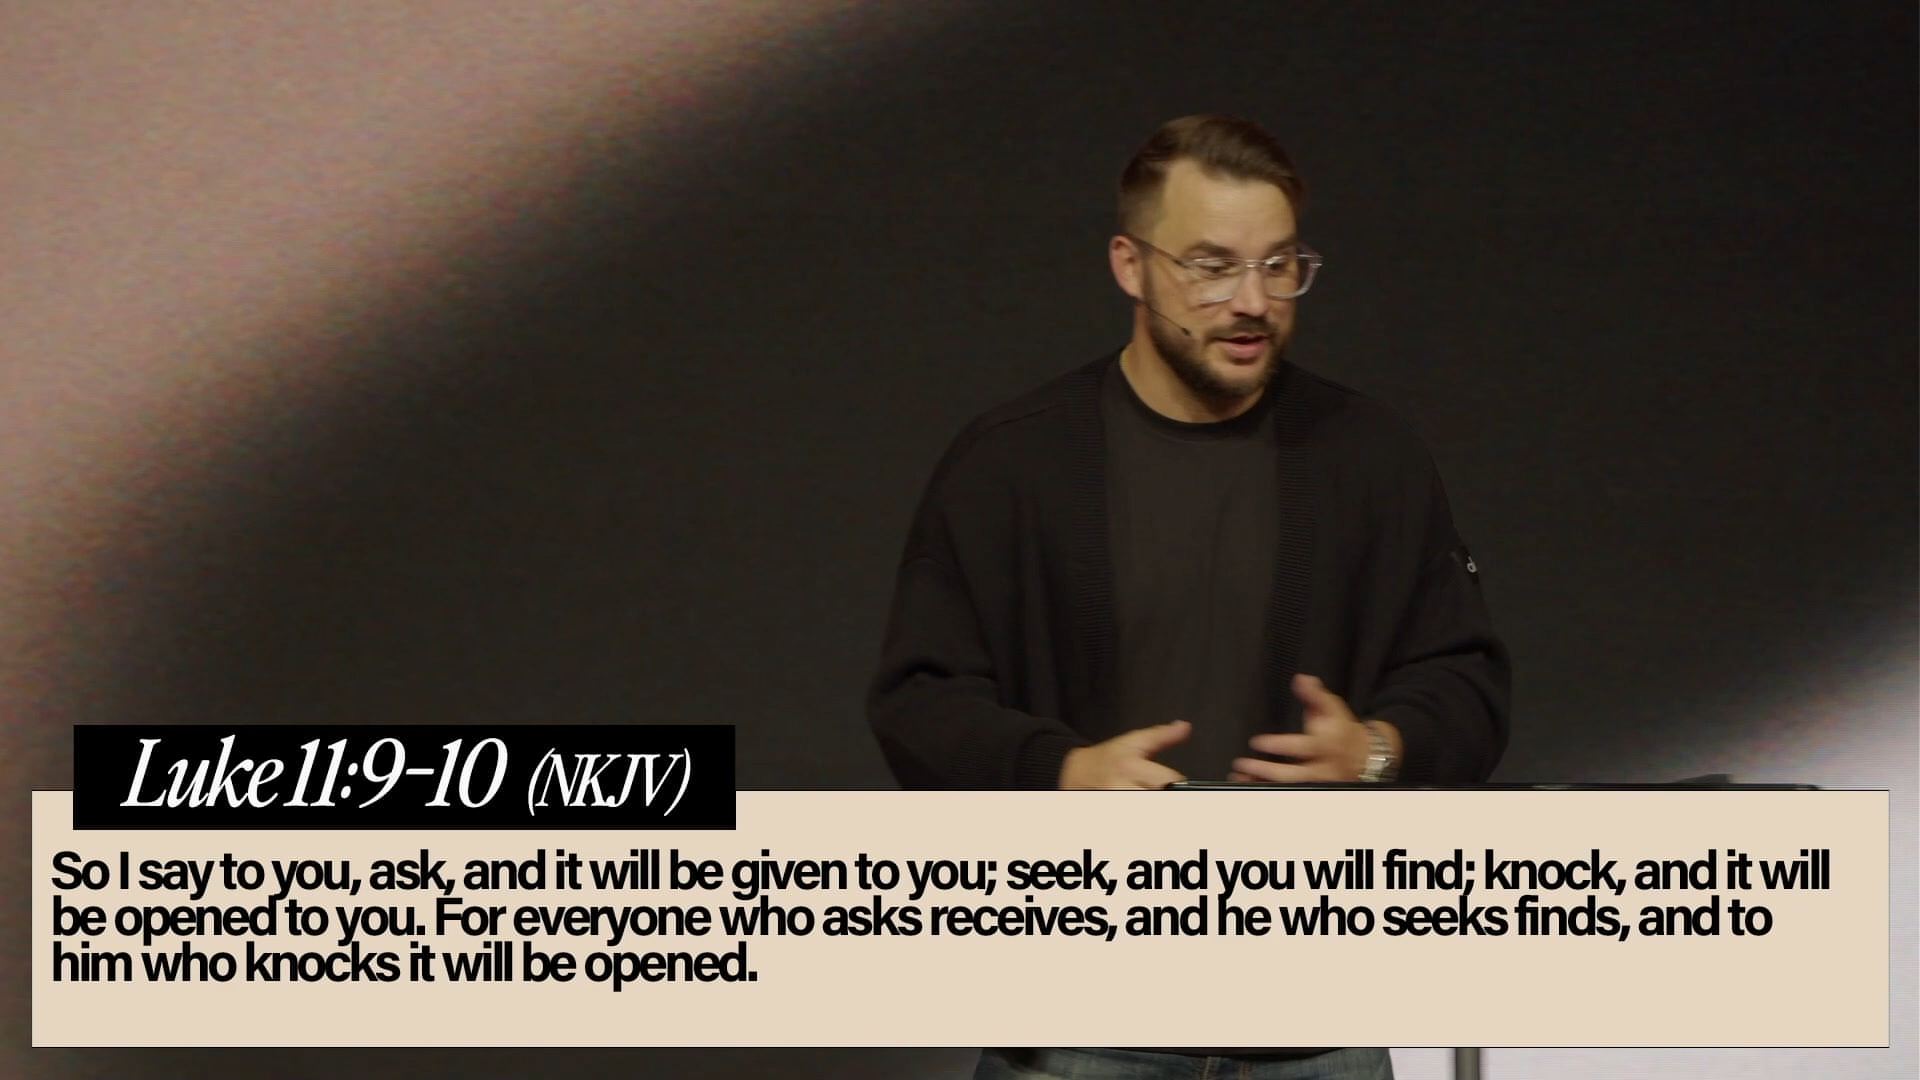 Luke 11:9-10 (NKJV)
So I say to you, ask, and it will be given to you; seek, and you will find; knock, and it will
be opened to you. For everyone who asks receives, and he who seeks finds, and to
him who knocks it will be opened.